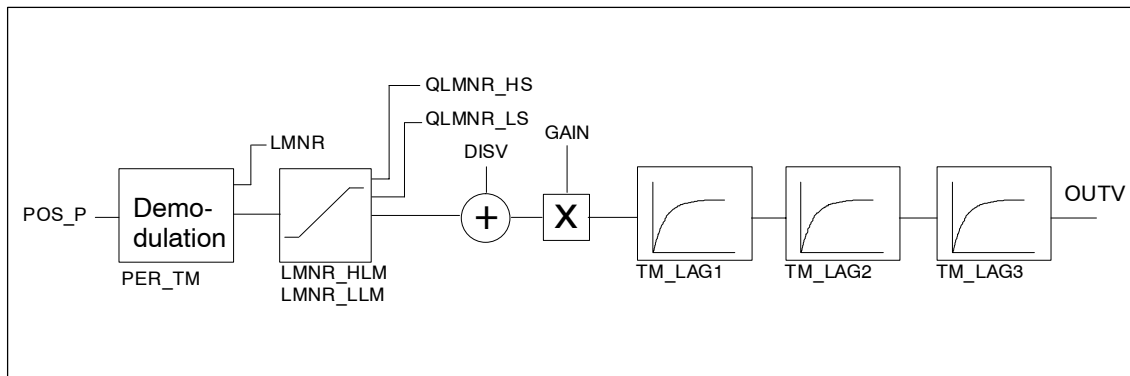 QLMNR_HS
QLMNR_LS
LMNR
GAIN
DISV
POS_P
Demo-
dulation
+
X
OUTV
PER_TM
LMNR_HLM
LMNR_LLM
TM_LAG1
TM_LAG2
TM_LAG3